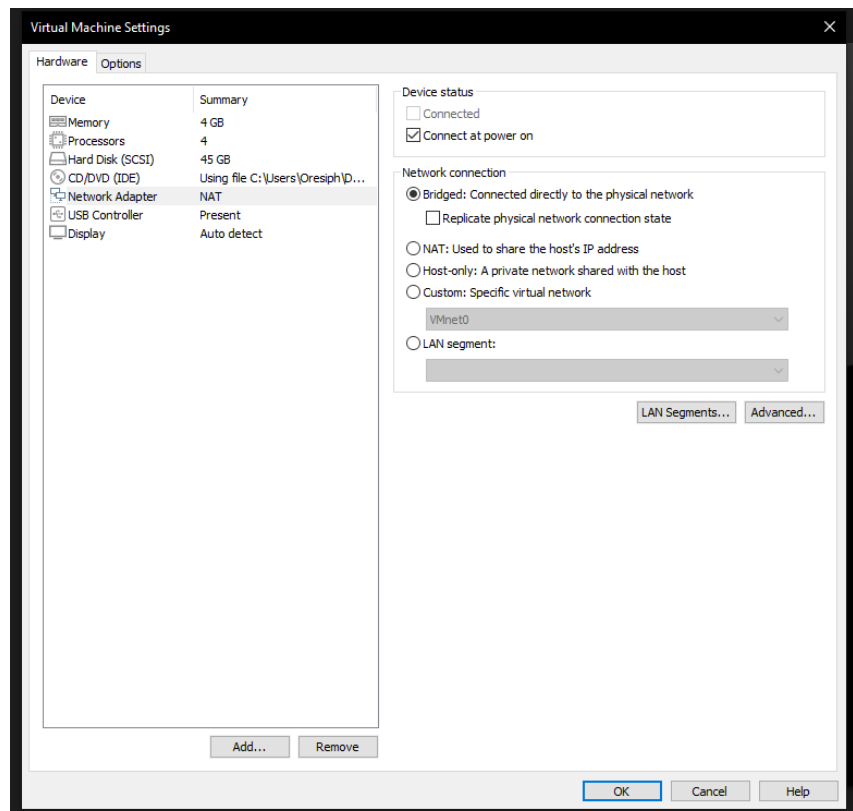 Virtual Machine Settings
Hardware Options
Device Summary
Memory 4 GB
Processors 4
Hard Disk (SCSI) 45 GB
CD/DVD (IDE) Using file C:\Users\Oresiph\D...
Network Adapter NAT
USB Controller Present
Display Auto detect
Add... Remove
Device status
Connected
Connect at power on
Network connection
Bridged: Connected directly to the physical network
Replicate physical network connection state
NAT: Used to share the host's IP address
Host-only: A private network shared with the host
Custom: Specific virtual network
VMnet0
LAN segment:
LAN Segments... Advanced...
OK Cancel Help